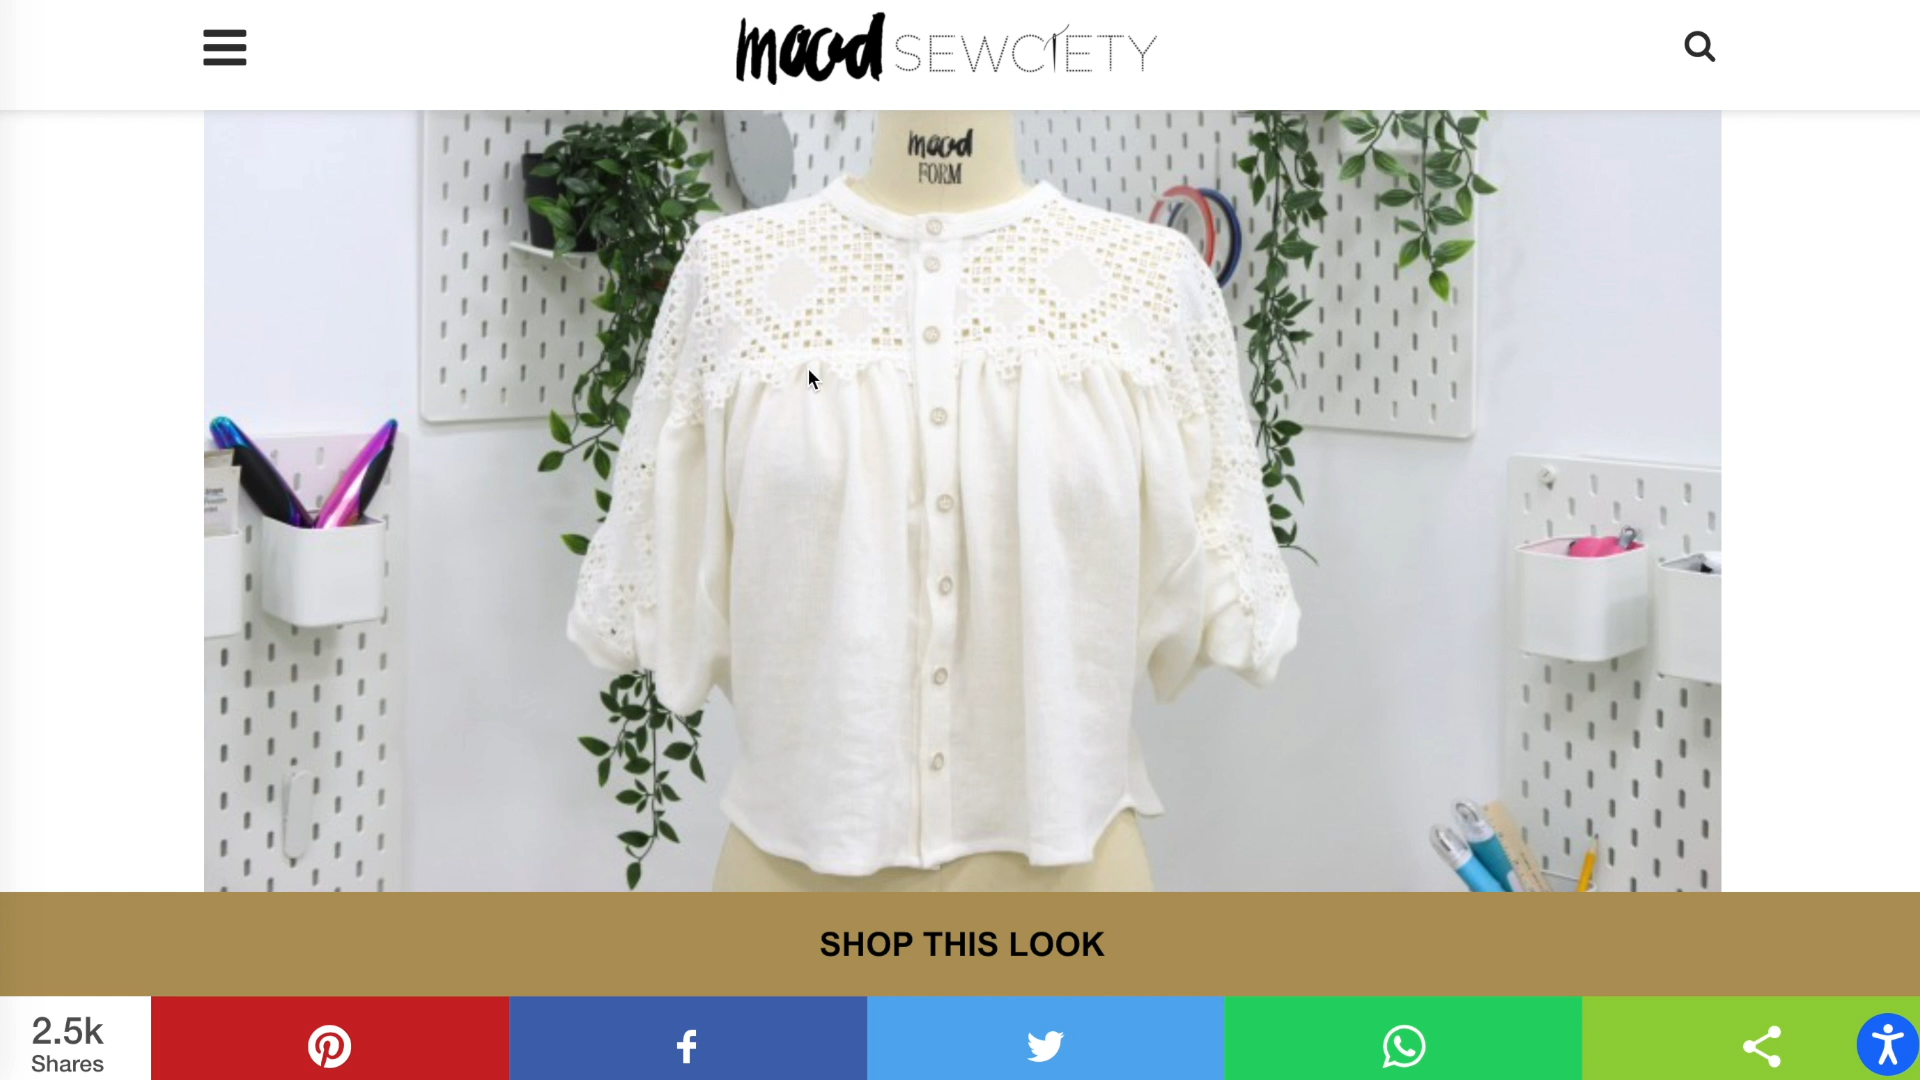 mood SEWCIETY
mood
FORM
SHOP THIS LOOK
2.5k
Shares